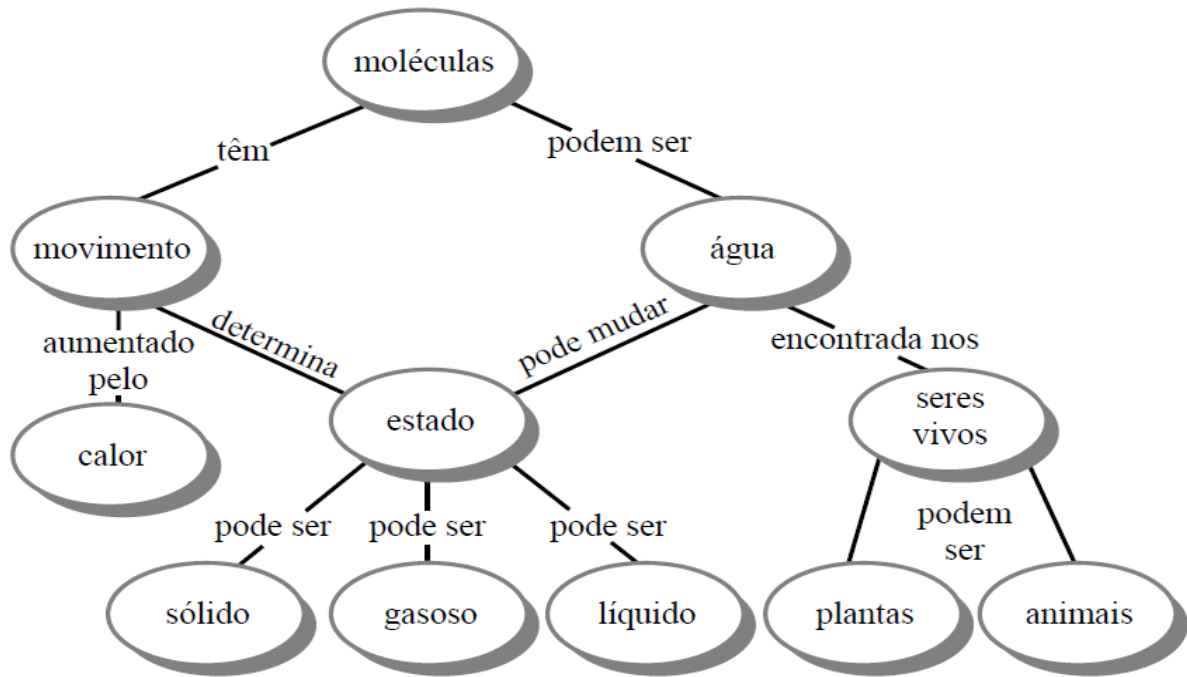 moléculas
têm
podem ser
movimento
água
aumentado
pelo
determina
pode mudar
encontrada nos
calor
estado
seres
vivos
pode ser
pode ser
pode ser
podem
ser
sólido
gasoso
líquido
plantas
animais